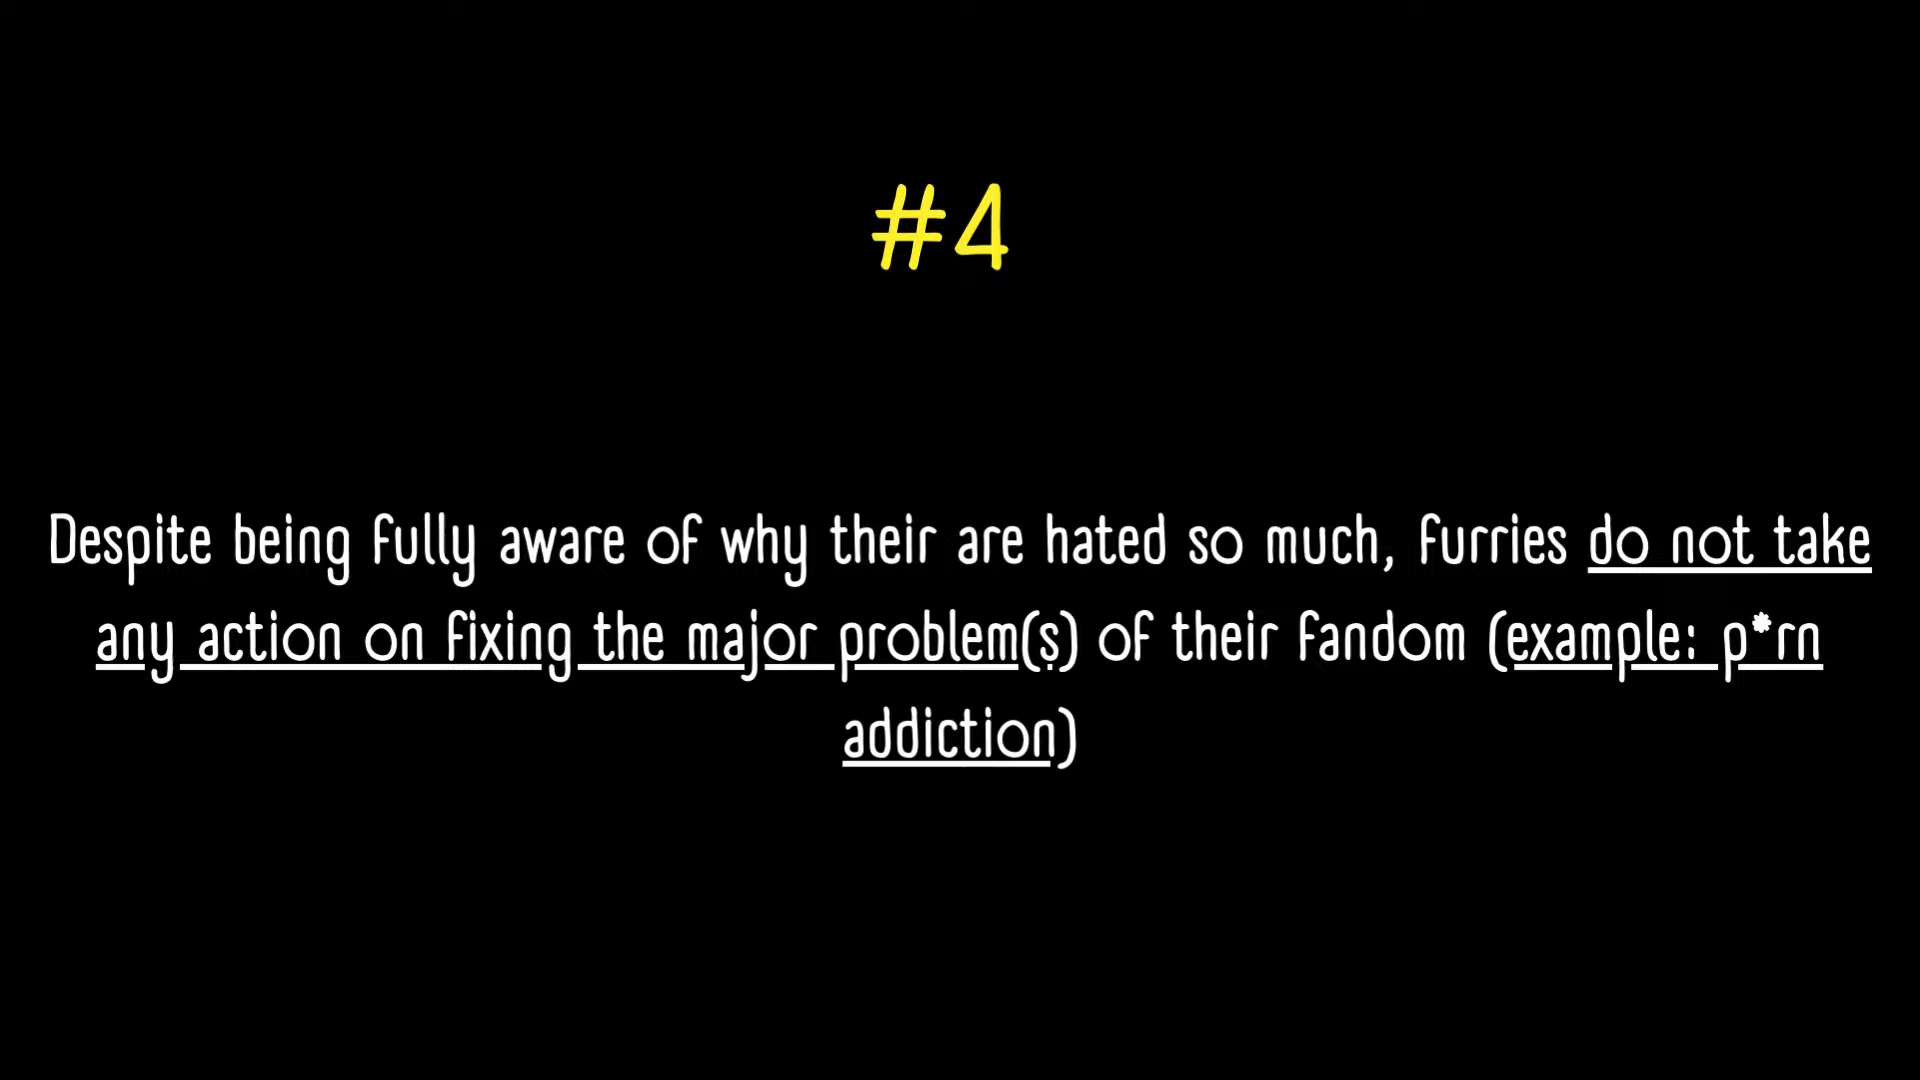 #4
Despite being fully aware of why their are hated so much, furries do not take
any action on fixing the major problem(s) of their fandom (example: p*rn
addiction)